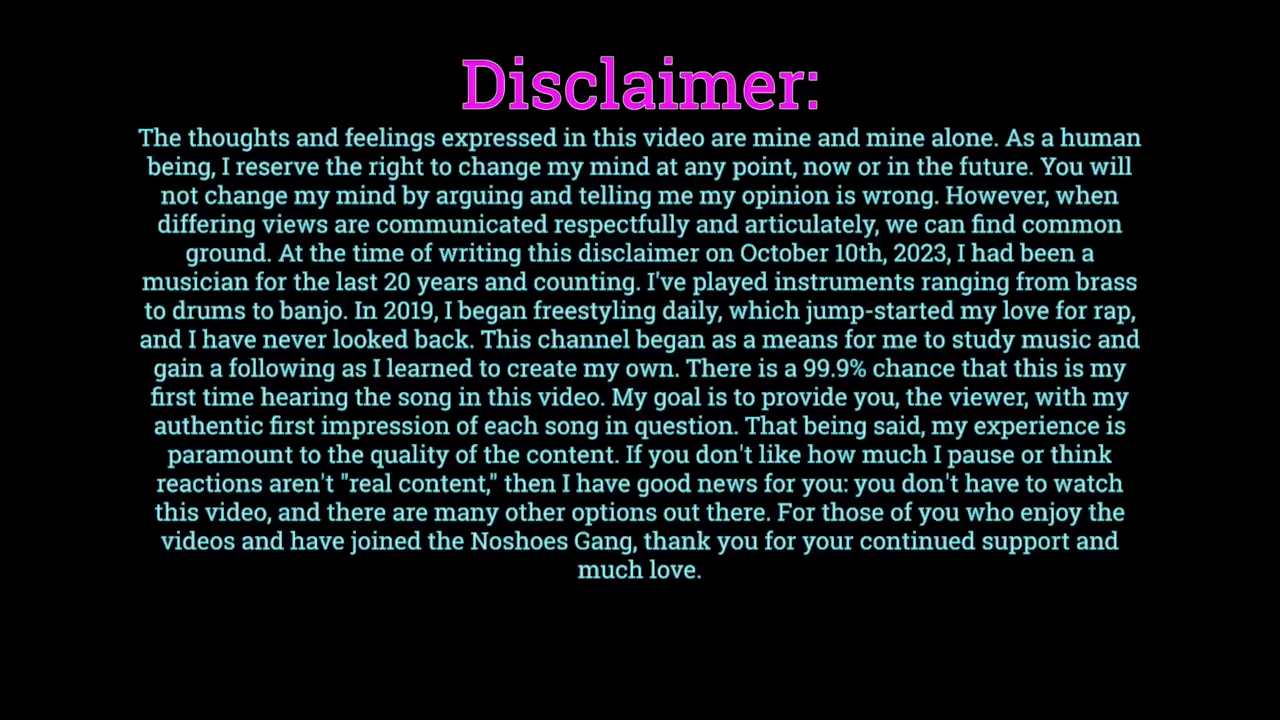 Disclaimer:
The thoughts and feelings expressed in this video are mine and mine alone. As a human
being, I reserve the right to change my mind at any point, now or in the future. You will
not change my mind by arguing and telling me my opinion is wrong. However, when
differing views are communicated respectfully and articulately, we can find common
ground. At the time of writing this disclaimer on October 10th, 2023, I had been a
musician for the last 20 years and counting. I've played instruments ranging from brass
to drums to banjo. In 2019, I began freestyling daily, which jump-started my love for rap,
and I have never looked back. This channel began as a means for me to study music and
gain a following as I learned to create my own. There is a 99.9% chance that this is my
first time hearing the song in this video. My goal is to provide you, the viewer, with my
authentic first impression of each song in question. That being said, my experience is
paramount to the quality of the content. If you don't like how much I pause or think
reactions aren't "real content," then I have good news for you: you don't have to watch
this video, and there are many other options out there. For those of you who enjoy the
videos and have joined the Noshoes Gang, thank you for your continued support and
much love.